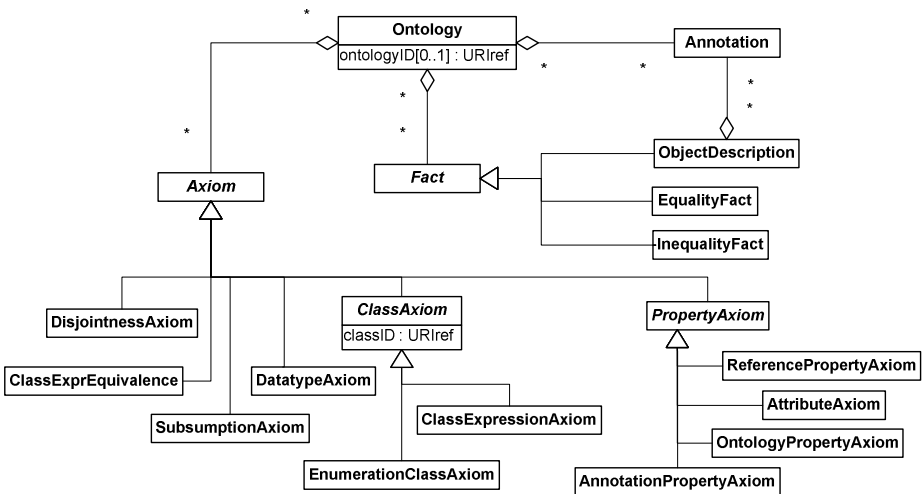 *
Ontology
ontologyID[0..1] : URIref
Annotation
*
*
*
*
*
*
*
ObjectDescription
Axiom
Fact
EqualityFact
InequalityFact
DisjointnessAxiom
ClassAxiom
classID : URIref
PropertyAxiom
ClassExprEquivalence
DatatypeAxiom
ReferencePropertyAxiom
SubsumptionAxiom
ClassExpressionAxiom
AttributeAxiom
OntologyPropertyAxiom
EnumerationClassAxiom
AnnotationPropertyAxiom